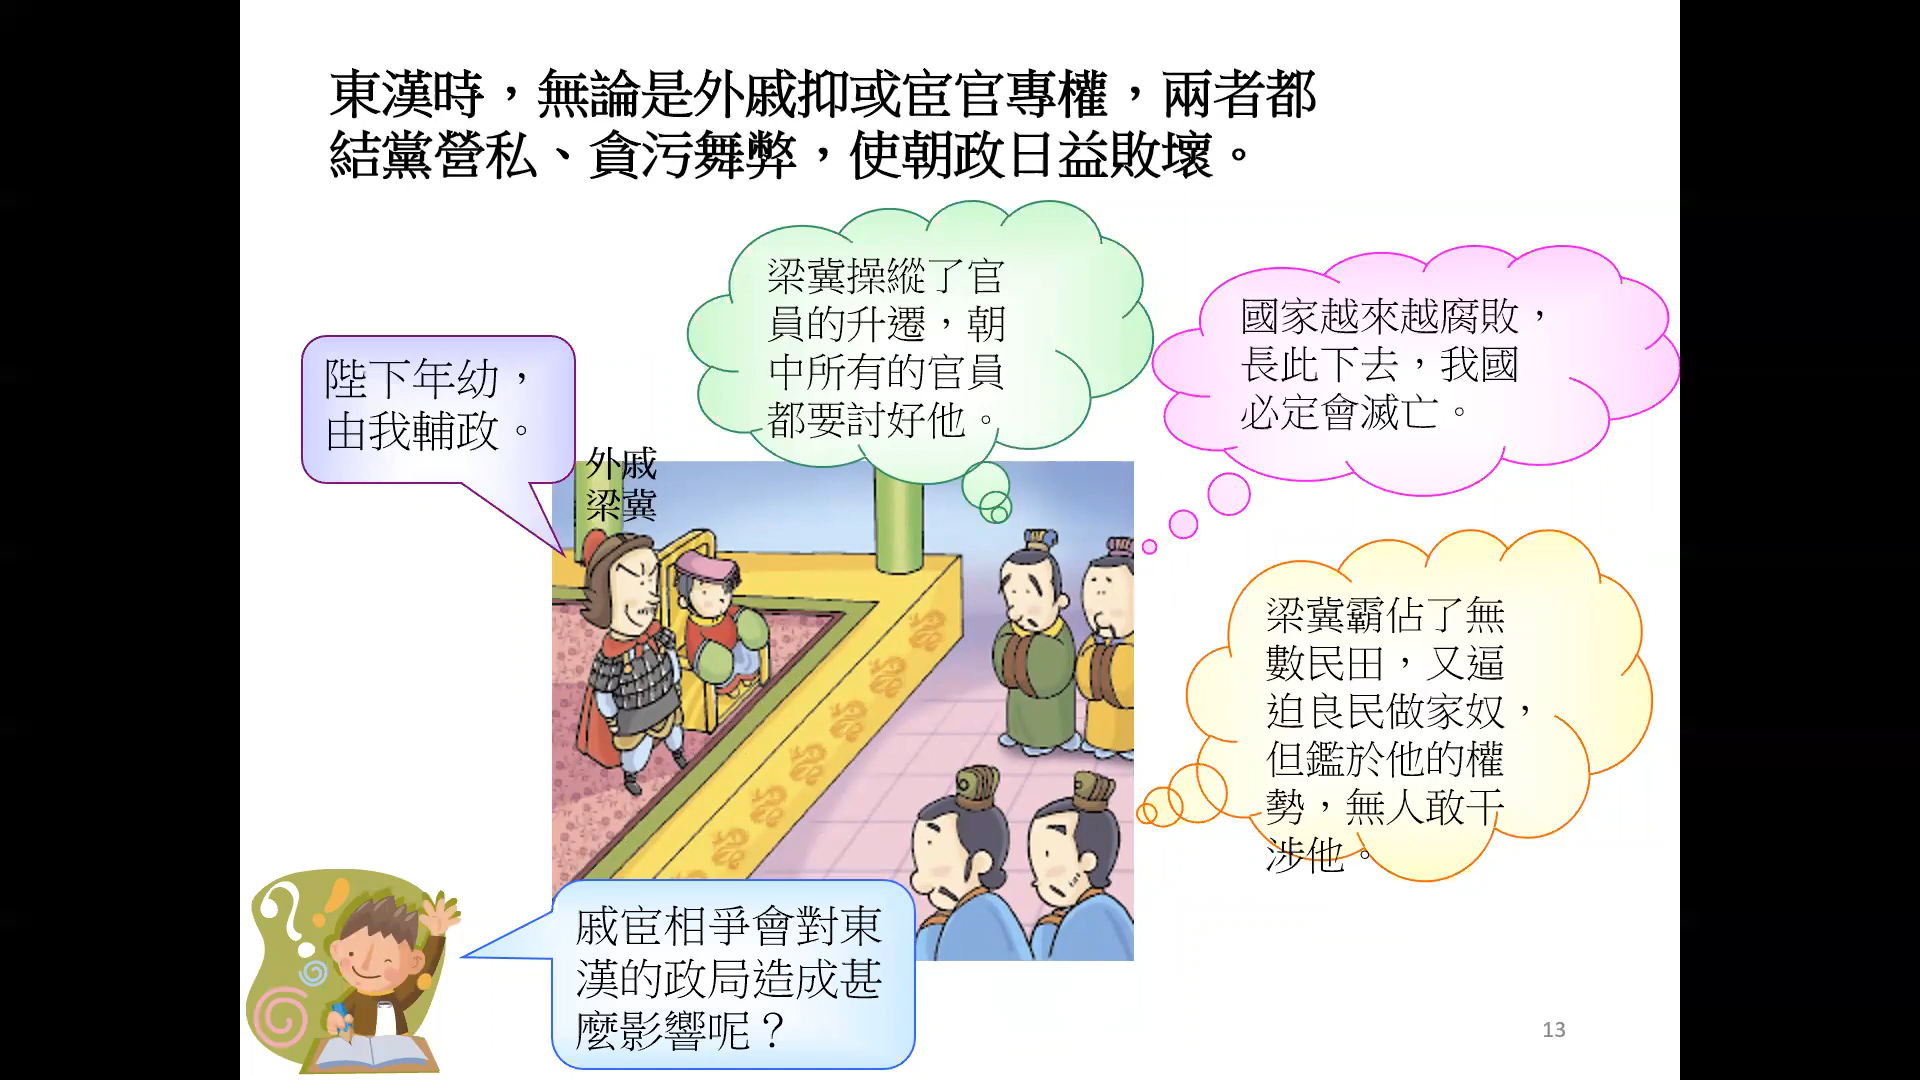 東漢時，無論是外戚抑或宦官專權，兩者都
結黨營私、貪污舞弊，使朝政日益敗壞。
梁冀操縱了官
員的升遷，朝
中所有的官員
都要討好他。
國家越來越腐敗，
長此下去，我國
必定會滅亡。
陛下年幼，
由我輔政。
外戚
梁冀
梁冀霸佔了無
數民田，又逼
迫良民做家奴，
但鑑於他的權
勢，無人敢干
涉他。
戚宦相爭會對東
漢的政局造成甚
麼影響呢？
13